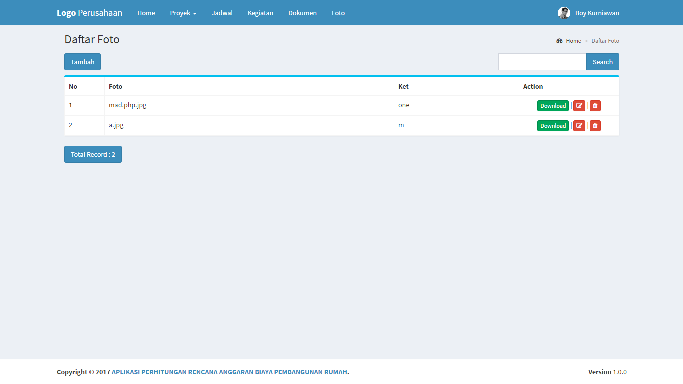 Logo Perusahaan Home Proyek Jadwal Kegiatan Dokumen Foto Roy Kurniawan
Daftar Foto Home > Daftar Foto
Tambah Search
No Foto Ket Action
1 mad.php.jpg one Download
2 a.jpg m Download
Total Record : 2
Copyright © 2017 APLIKASI PERHITUNGAN RENCANA ANGGARAN BIAYA PEMBANGUNAN RUMAH. Version 1.0.0